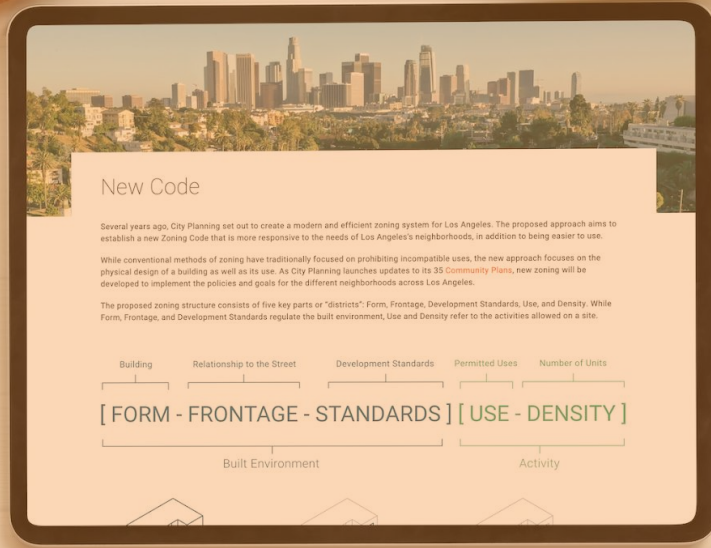 New Code
Several years ago, City Planning set out to create a modern and efficient zoning system for Los Angeles. The proposed approach aims to
establish a new Zoning Code that is more responsive to the needs of Los Angeles's neighborhoods, in addition to being easier to use.
While conventional methods of zoning have traditionally focused on prohibiting incompatible uses, the new approach focuses on the
physical design of a building as well as its use. As City Planning launches updates to its 35 Community Plans, new zoning will be
developed to implement the policies and goals for the different neighborhoods across Los Angeles.
The proposed zoning structure consists of five key parts or "districts": Form, Frontage, Development Standards, Use, and Density. While
Form, Frontage, and Development Standards regulate the built environment, Use and Density refer to the activities allowed on a site.
Building Relationship to the Street Development Standards Permitted Uses Number of Units
[ FORM - FRONTAGE - STANDARDS ] [ USE - DENSITY ]
Built Environment Activity